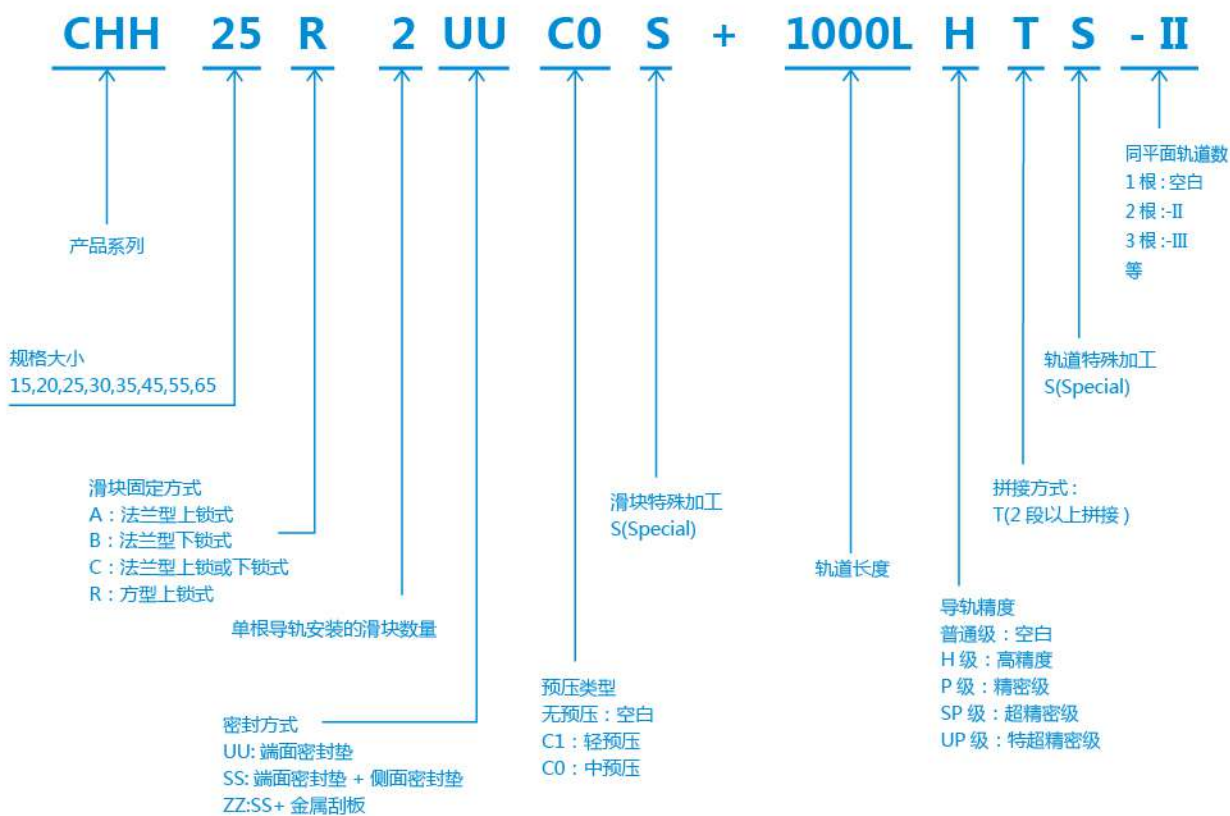 CHH 25 R 2 UU C0 S + 1000L H T S - II
同平面轨道数
1 根 : 空白
2 根 :-II
3 根 :-III
等
产品系列
规格大小
15,20,25,30,35,45,55,65
轨道特殊加工
S(Special)
滑块固定方式
A：法兰型上锁式
B：法兰型下锁式
C：法兰型上锁或下锁式
R：方型上锁式
滑块特殊加工
S(Special)
拼接方式 :
T(2 段以上拼接 )
轨道长度
单根导轨安装的滑块数量
导轨精度
普通级：空白
H 级：高精度
P 级：精密级
SP 级：超精密级
UP 级：特超精密级
预压类型
无预压：空白
C1：轻预压
C0：中预压
密封方式
UU: 端面密封垫
SS: 端面密封垫 + 侧面密封垫
ZZ:SS+ 金属刮板